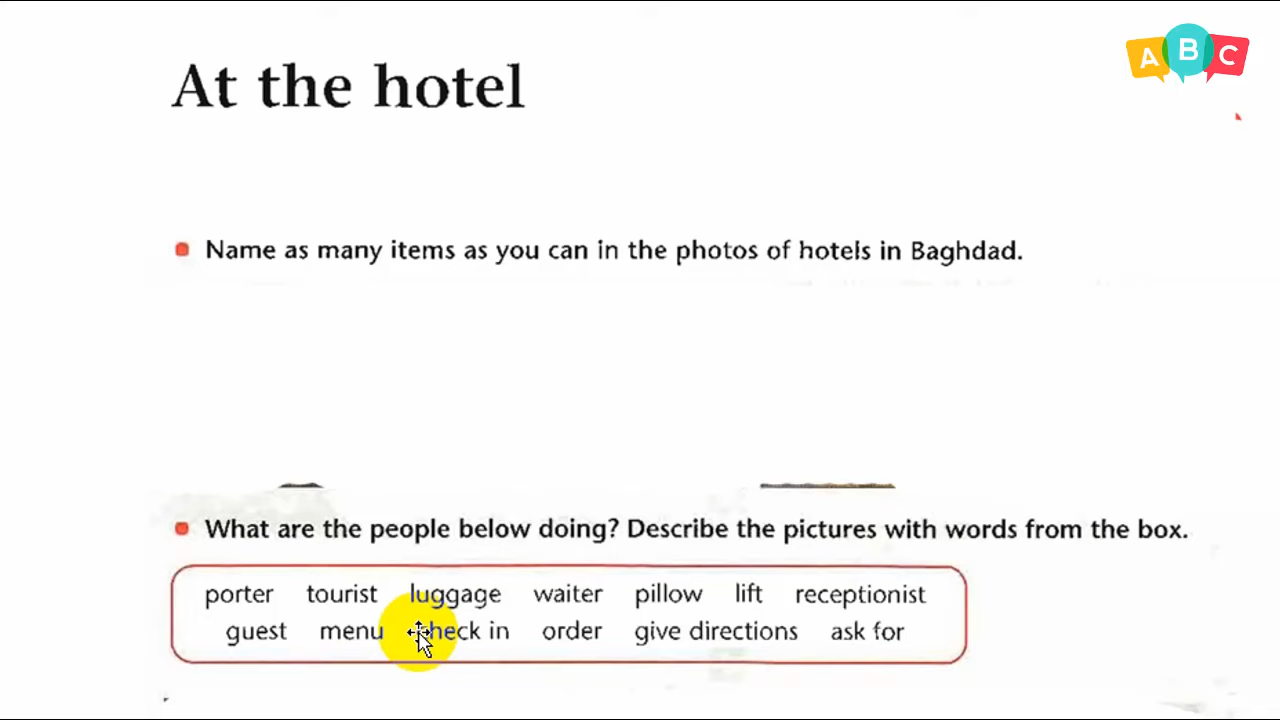 A B C
At the hotel
Name as many items as you can in the photos of hotels in Baghdad.
What are the people below doing? Describe the pictures with words from the box.
porter tourist luggage waiter pillow lift receptionist
guest menu check in order give directions ask for